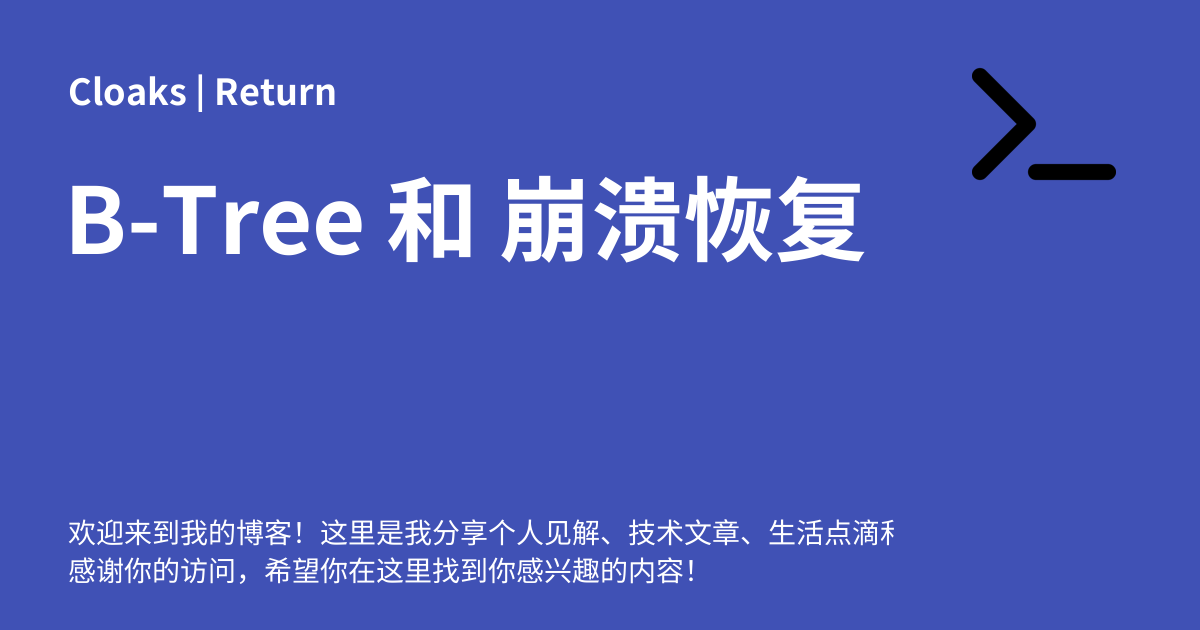 Cloaks | Return
B-Tree 和 崩溃恢复
欢迎来到我的博客！这里是我分享个人见解、技术文章、生活点滴
感谢你的访问，希望你在这里找到你感兴趣的内容！